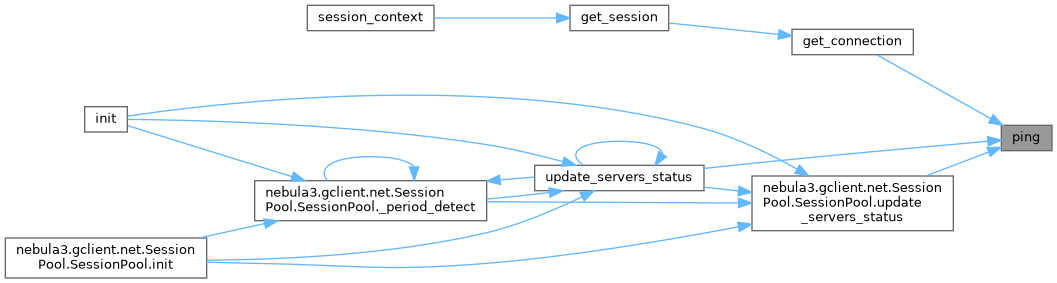 session_context
get_session
get_connection
init
ping
update_servers_status
nebula3.gclient.net.Session
Pool.SessionPool._period_detect
nebula3.gclient.net.Session
Pool.SessionPool.update
_servers_status
nebula3.gclient.net.Session
Pool.SessionPool.init